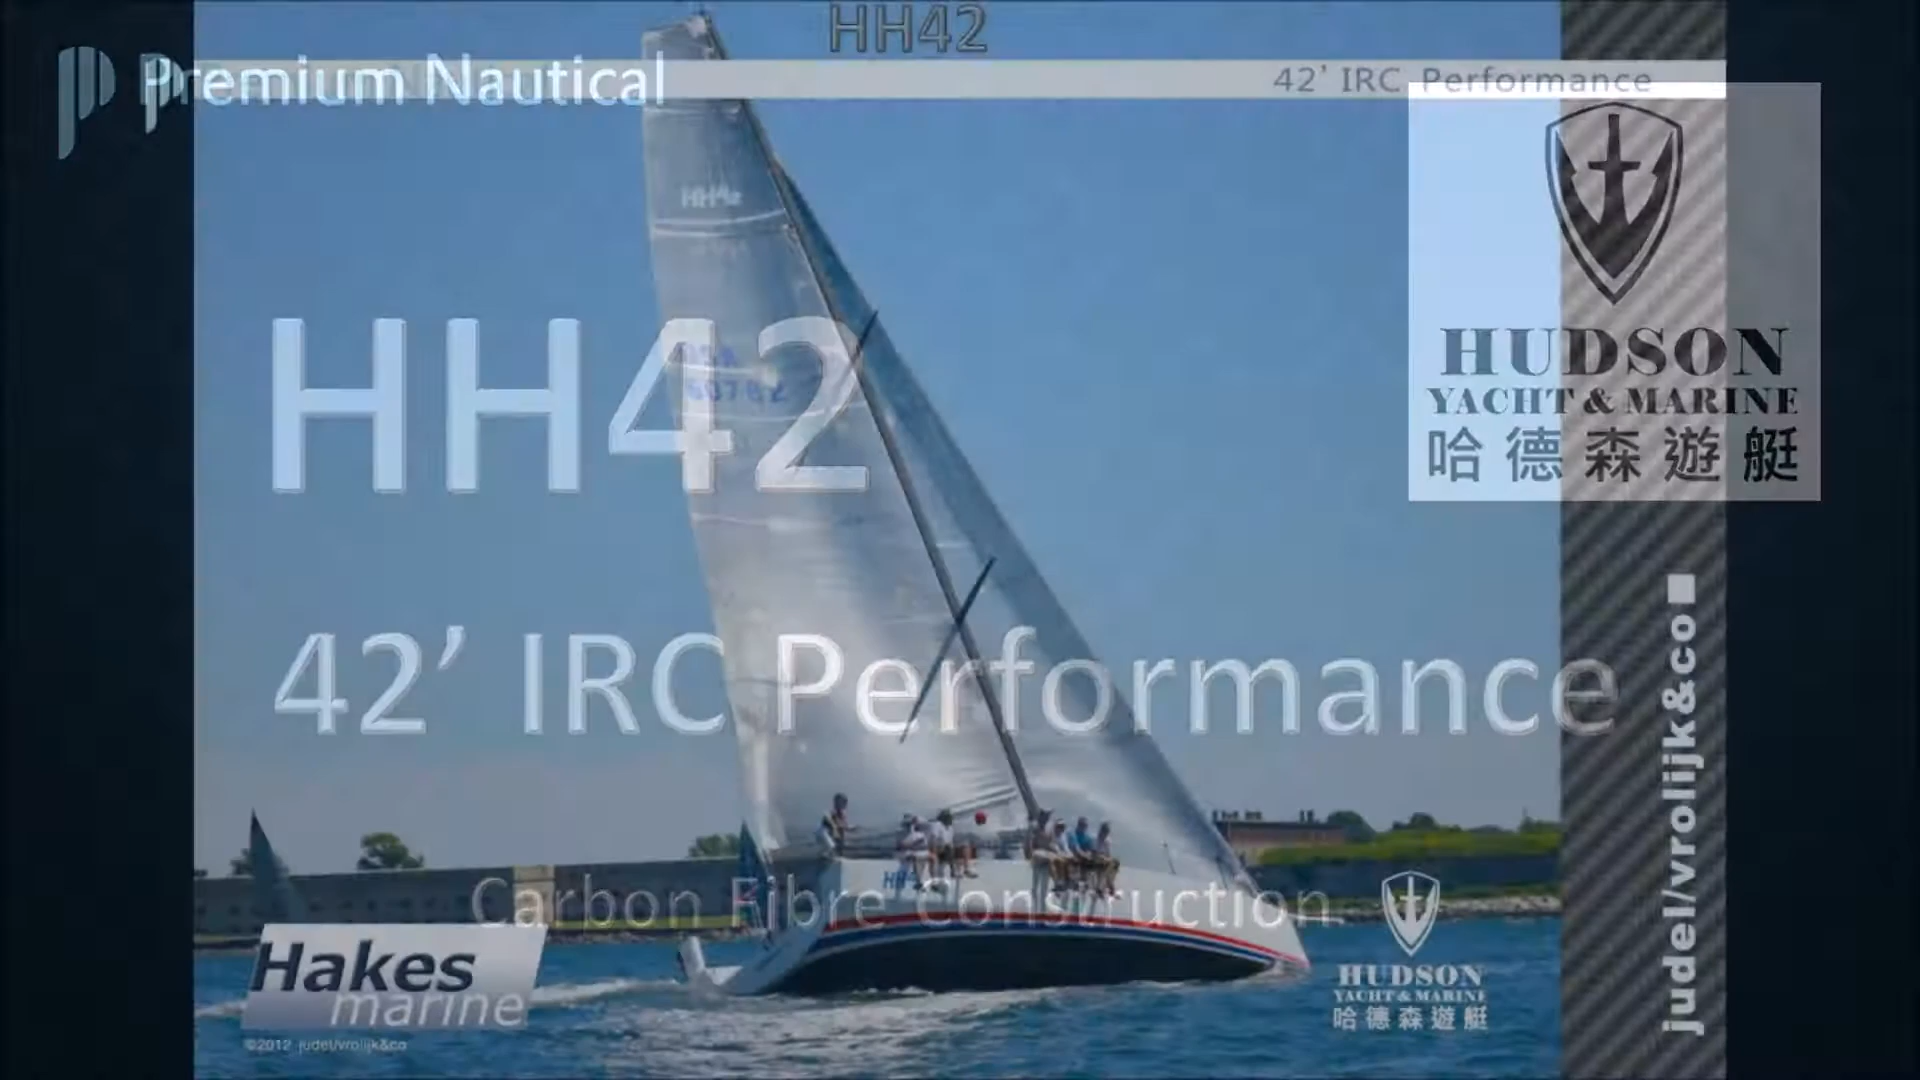 HH42
Premium Nautical
42' IRC Performance
HH42
HUDSON
YACHT & MARINE
哈德森遊艇
HH42
60782
42' IRC Performance
judel/vrolijk&co
Carbon Fibre Construction
Hakes
marine
HUDSON
YACHT & MARINE
哈德森遊艇
©2012 judel/vrolijk&co